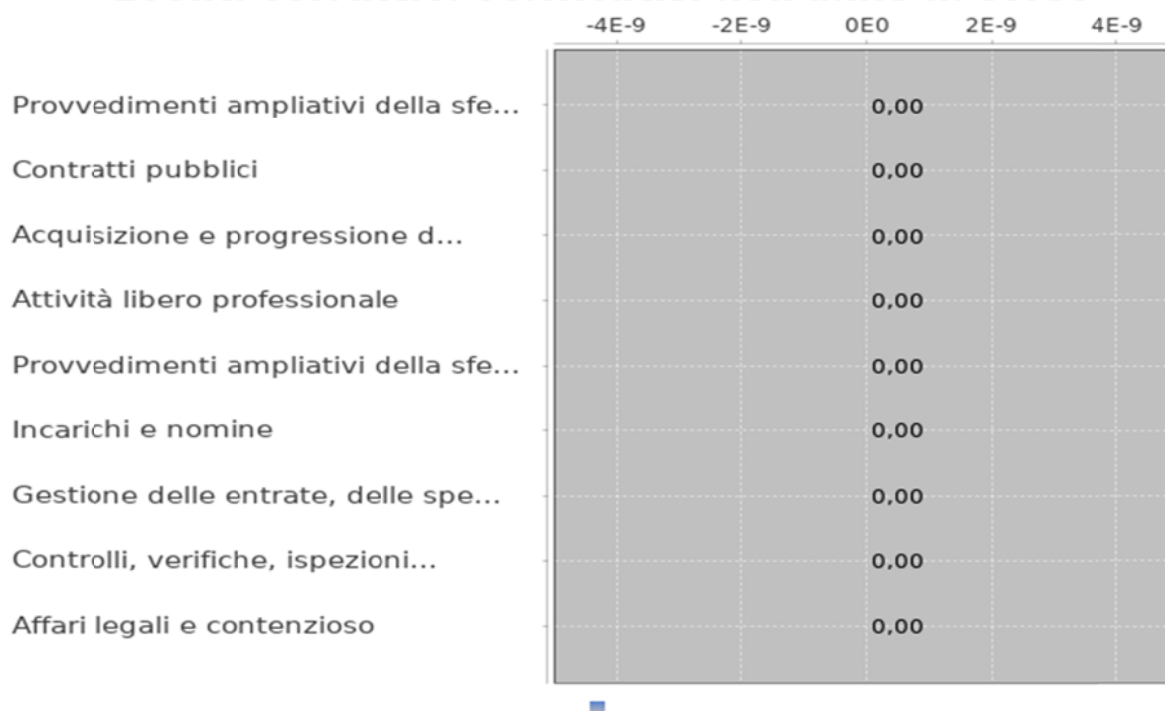 -4E-9 -2E-9 0E0 2E-9 4E-9
Provvedimenti ampliativi della sfe... 0,00
Contratti pubblici 0,00
Acquisizione e progressione d... 0,00
Attività libero professionale 0,00
Provvedimenti ampliativi della sfe... 0,00
Incarichi e nomine 0,00
Gestione delle entrate, delle spe... 0,00
Controlli, verifiche, ispezioni... 0,00
Affari legali e contenzioso 0,00